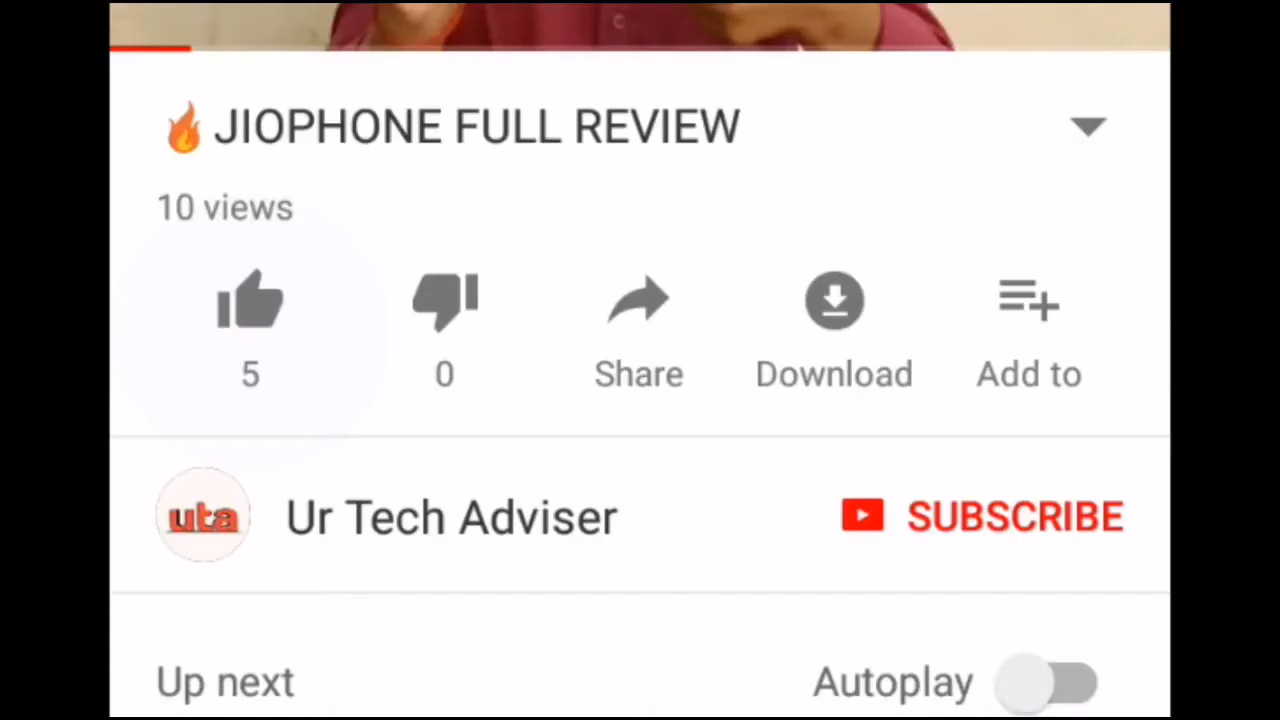 🔥JIOPHONE FULL REVIEW
10 views
5 0 Share Download Add to
uta Ur Tech Adviser SUBSCRIBE
Up next Autoplay